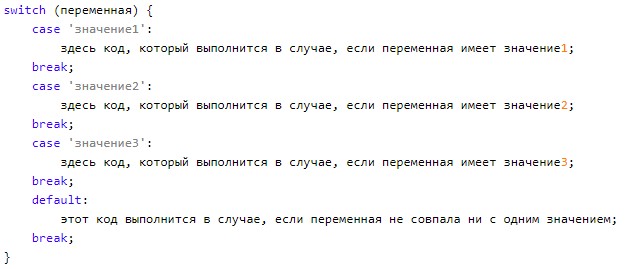 switch (переменная) {
    case 'значение1':
        здесь код, который выполнится в случае, если переменная имеет значение1;
    break;
    case 'значение2':
        здесь код, который выполнится в случае, если переменная имеет значение2;
    break;
    case 'значение3':
        здесь код, который выполнится в случае, если переменная имеет значение3;
    break;
    default:
        этот код выполнится в случае, если переменная не совпала ни с одним значением;
    break;
}